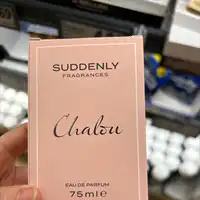 SUDDENLY
FRAGRANCES
Chalou
EAU DE PARFUM
75ml e